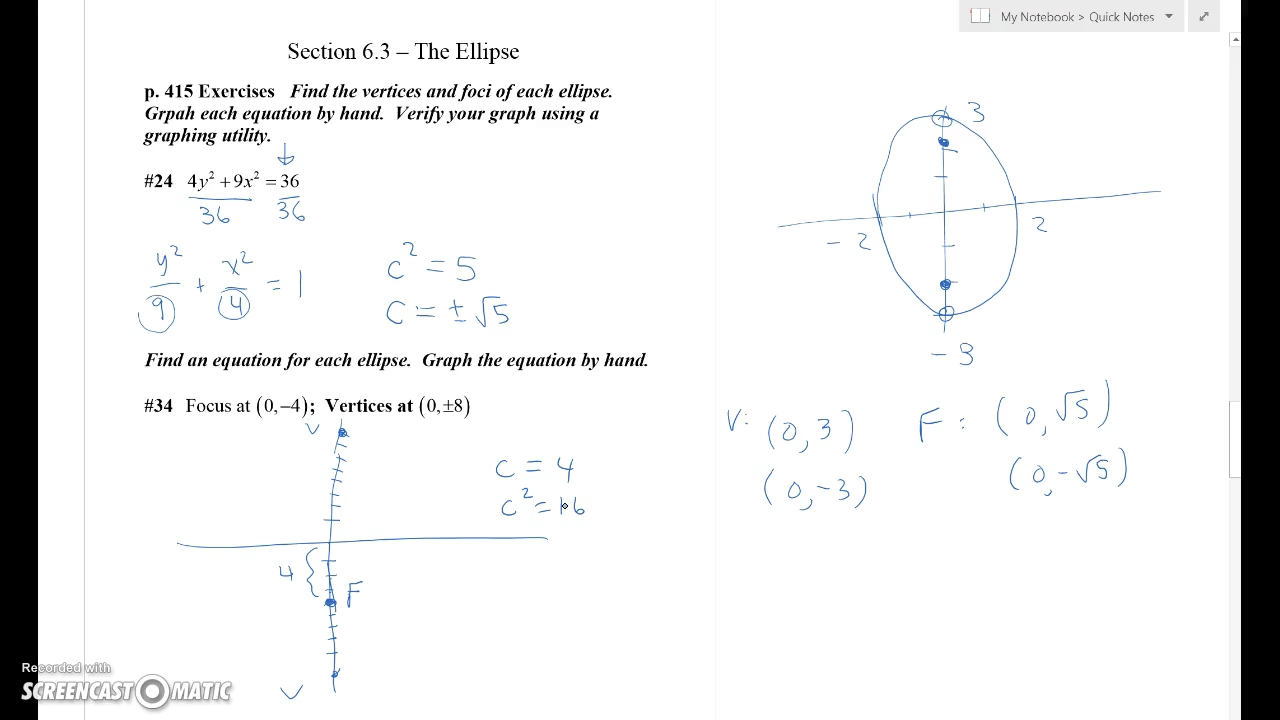 My Notebook > Quick Notes
Section 6.3 – The Ellipse
p. 415 Exercises Find the vertices and foci of each ellipse.
Grpah each equation by hand. Verify your graph using a
graphing utility.
#24 4y² + 9x² = 36
36 36
y²/9 + x²/4 = 1
c² = 5
c = ± √5
Find an equation for each ellipse. Graph the equation by hand.
#34 Focus at (0,−4); Vertices at (0,±8)
V
c = 4
c² = 16
4
F
V
3
-2
2
-3
V: (0, 3)
(0, -3)
F: (0, √5)
(0, -√5)
Recorded with
SCREENCAST MATIC